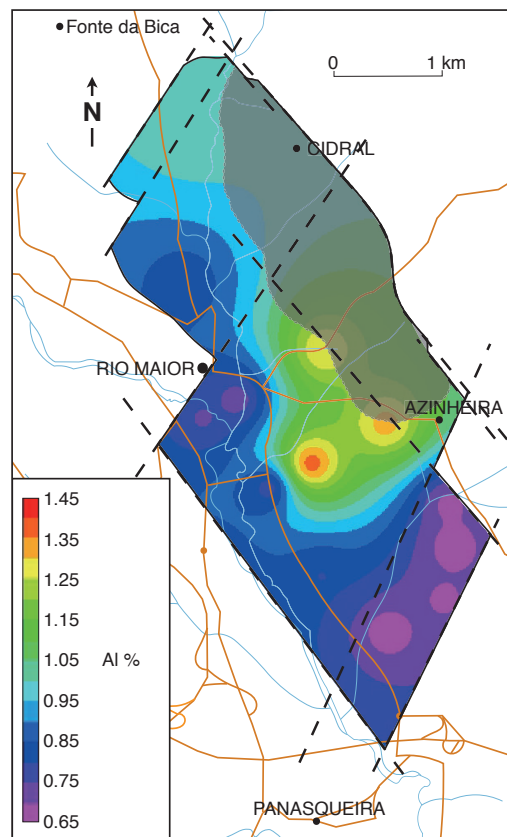 Fonte da Bica
0 1 km
N
CIDRAL
RIO MAIOR
AZINHEIRA
1.45
1.35
1.25
1.15
1.05 Al %
0.95
0.85
0.75
0.65
PANASQUEIRA